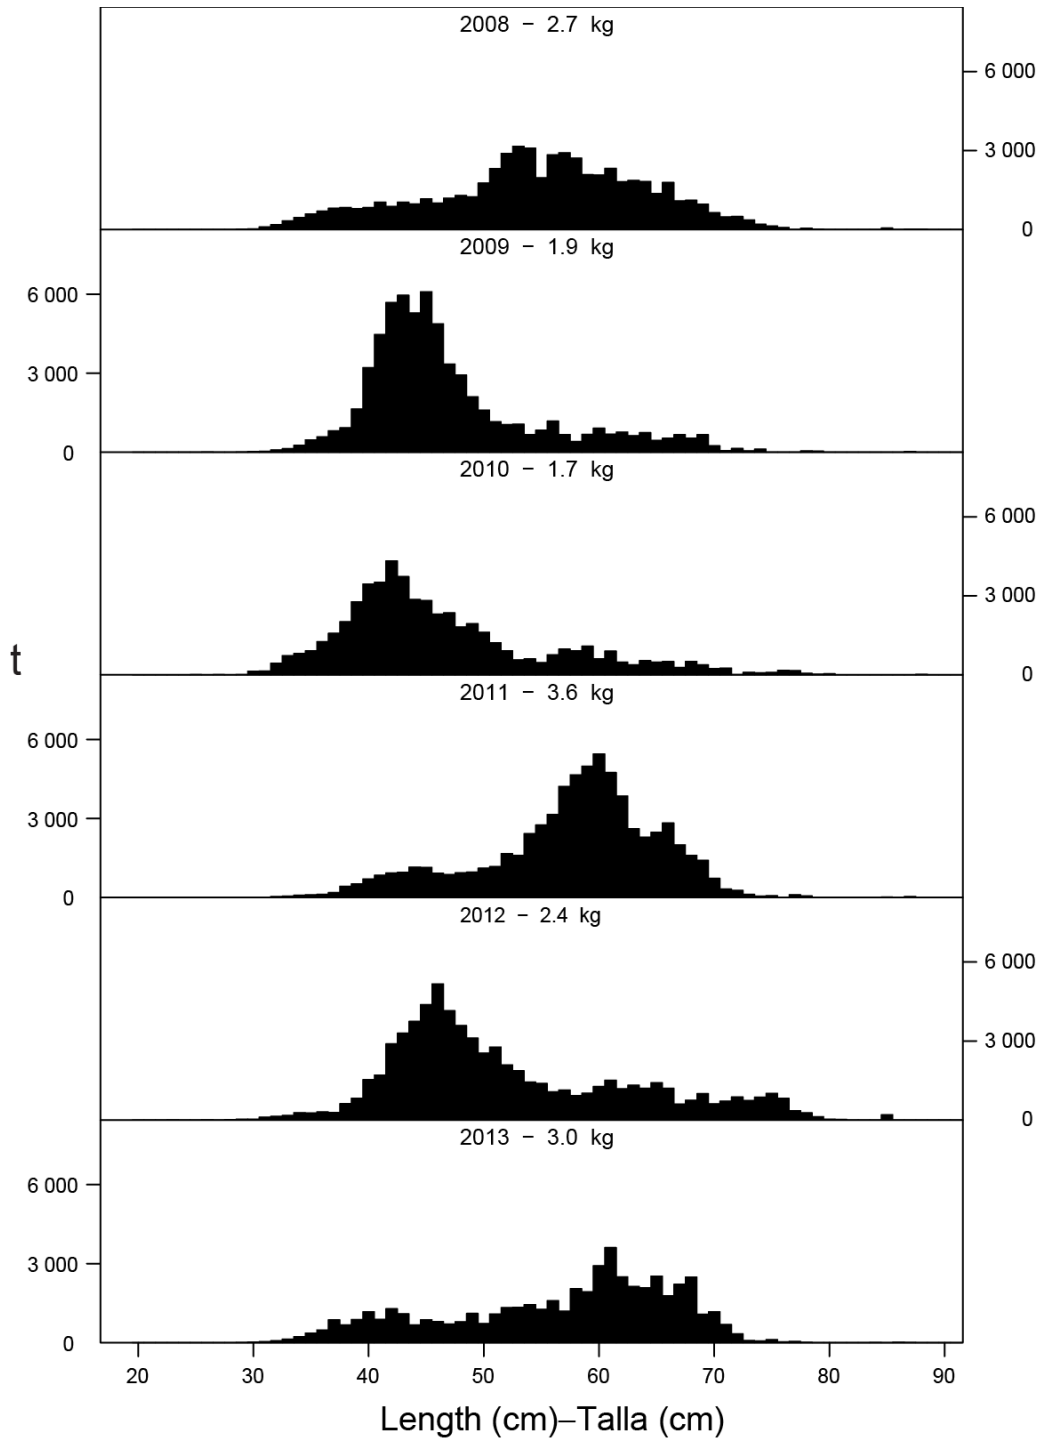 2008 − 2.7 kg
6 000
3 000
0
2009 − 1.9 kg
6 000
3 000
0
2010 − 1.7 kg
6 000
3 000
0
t
2011 − 3.6 kg
6 000
3 000
0
2012 − 2.4 kg
6 000
3 000
0
2013 − 3.0 kg
6 000
3 000
0
20 30 40 50 60 70 80 90
Length (cm)–Talla (cm)